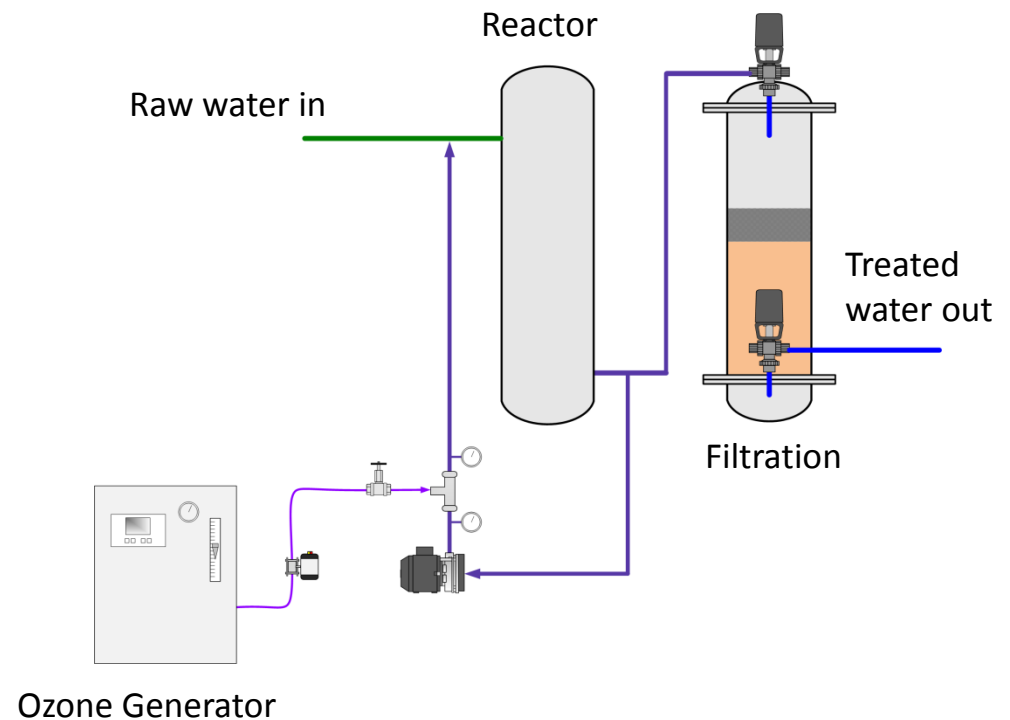 Reactor
Raw water in
Treated
water out
Filtration
Ozone Generator